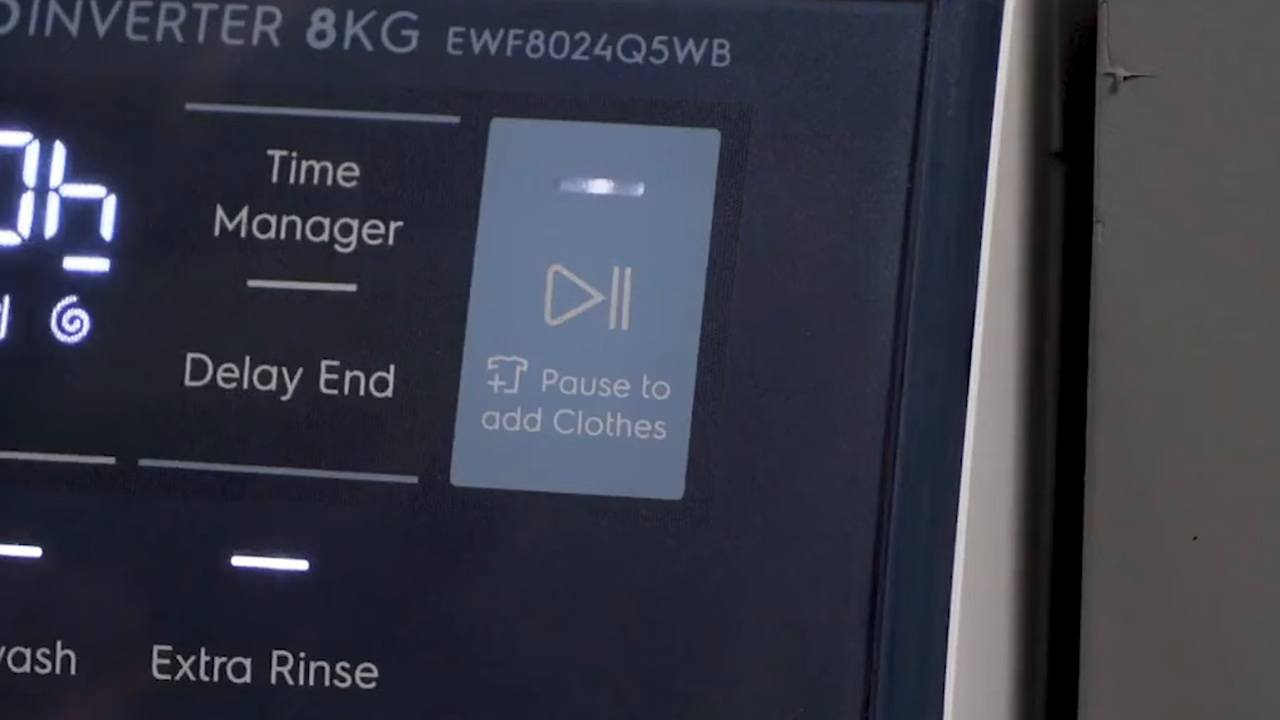 INVERTER 8KG EWF8024Q5WB
Time
Manager
Delay End
Pause to
add Clothes
Extra Rinse